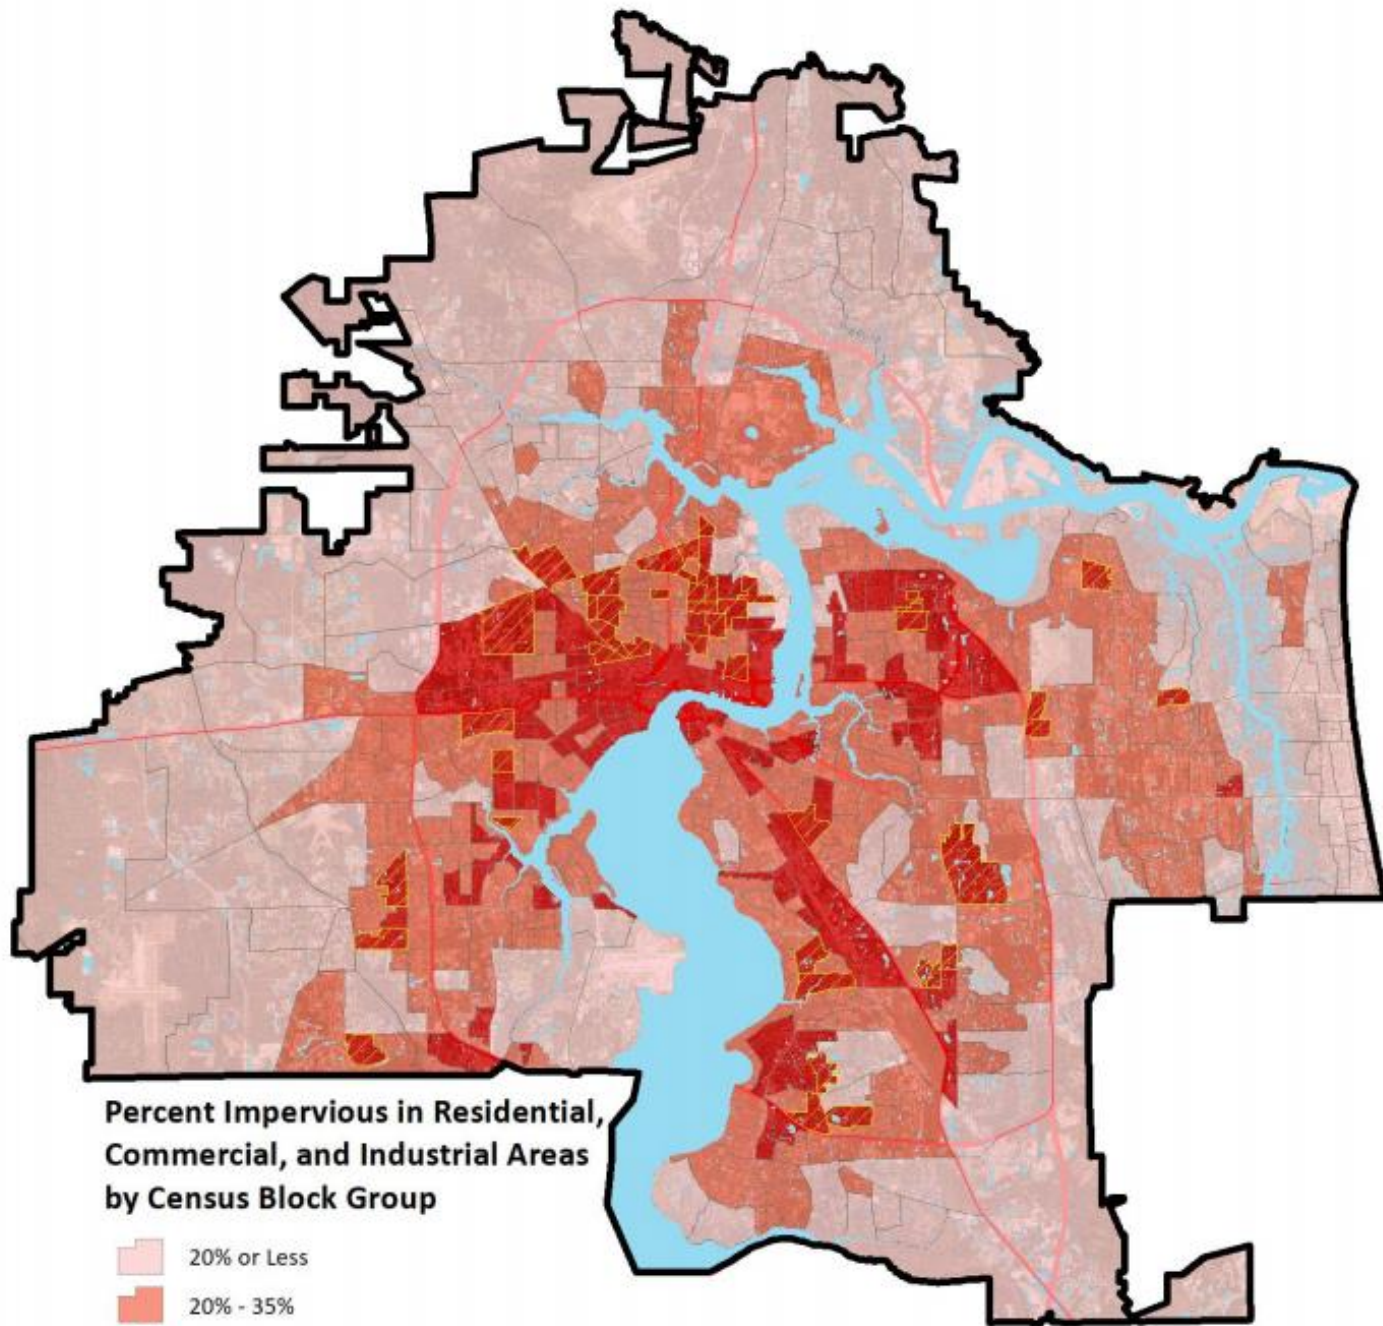 Percent Impervious in Residential,
Commercial, and Industrial Areas
by Census Block Group
20% or Less
20% - 35%